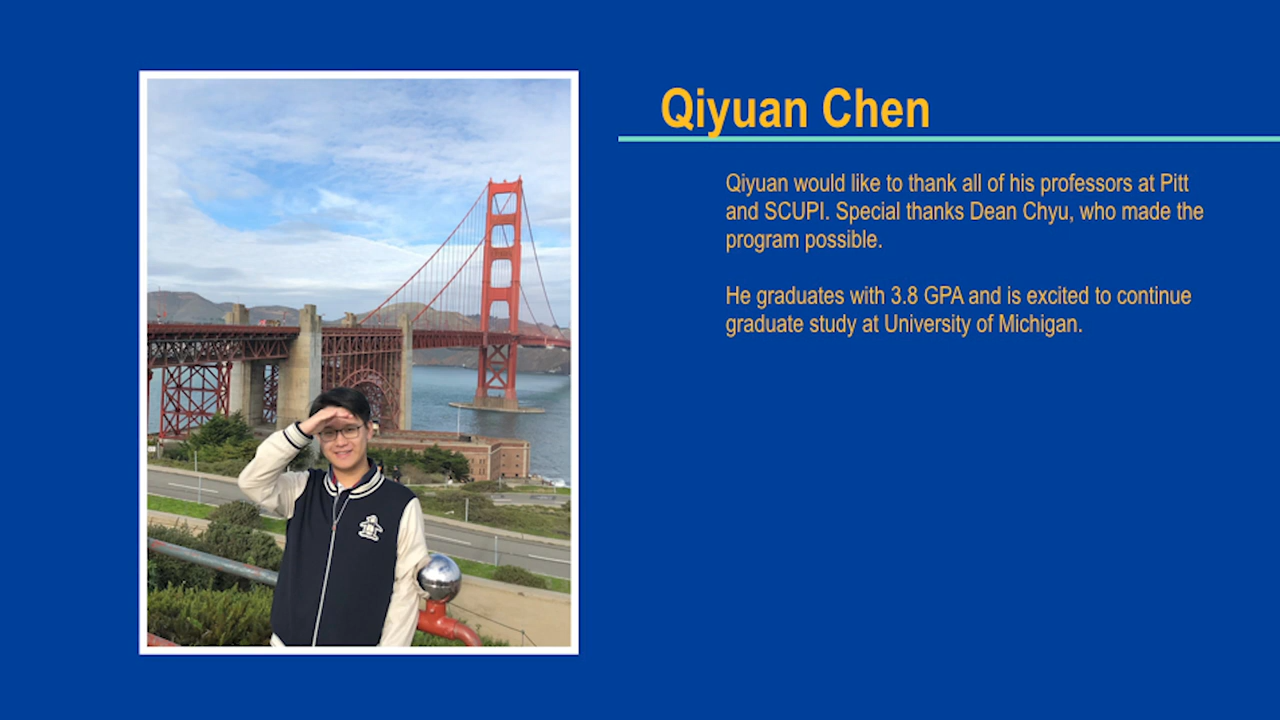 Qiyuan Chen
Qiyuan would like to thank all of his professors at Pitt
and SCUPI. Special thanks Dean Chyu, who made the
program possible.
He graduates with 3.8 GPA and is excited to continue
graduate study at University of Michigan.